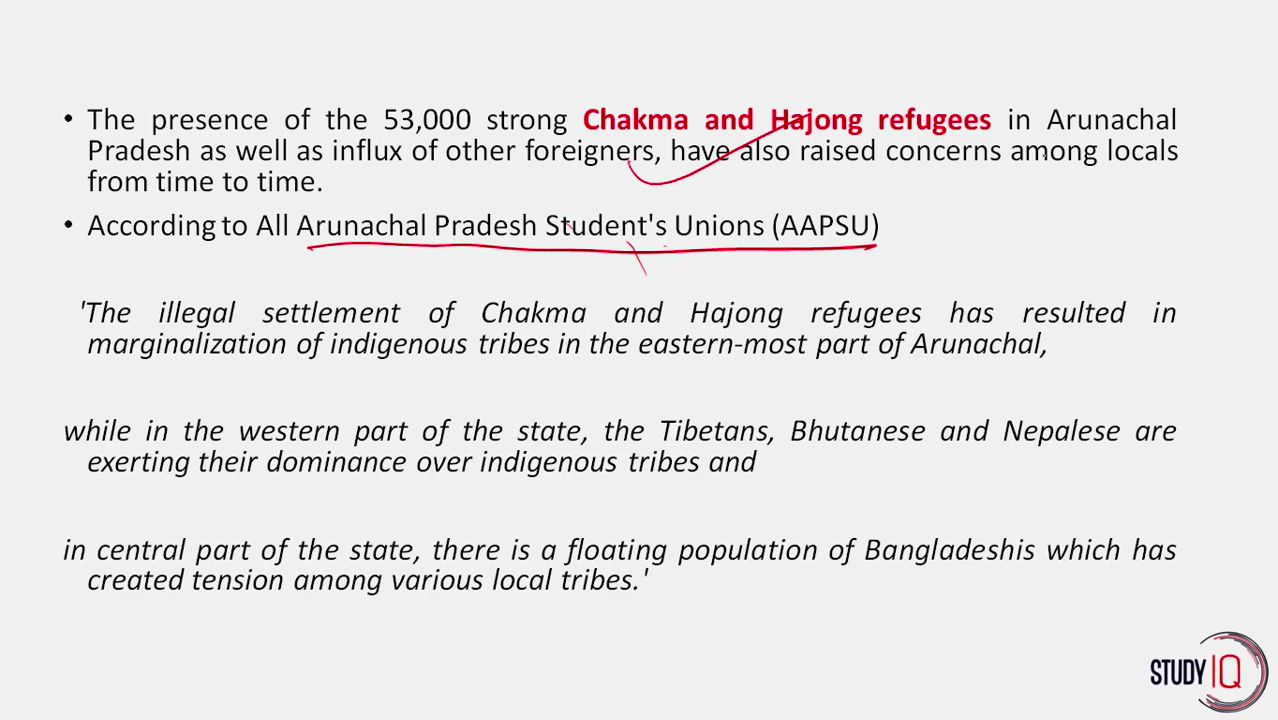 • The presence of the 53,000 strong Chakma and Hajong refugees in Arunachal
Pradesh as well as influx of other foreigners, have also raised concerns among locals
from time to time.
• According to All Arunachal Pradesh Student's Unions (AAPSU)
'The illegal settlement of Chakma and Hajong refugees has resulted in
marginalization of indigenous tribes in the eastern-most part of Arunachal,
while in the western part of the state, the Tibetans, Bhutanese and Nepalese are
exerting their dominance over indigenous tribes and
in central part of the state, there is a floating population of Bangladeshis which has
created tension among various local tribes.'
STUDY IQ